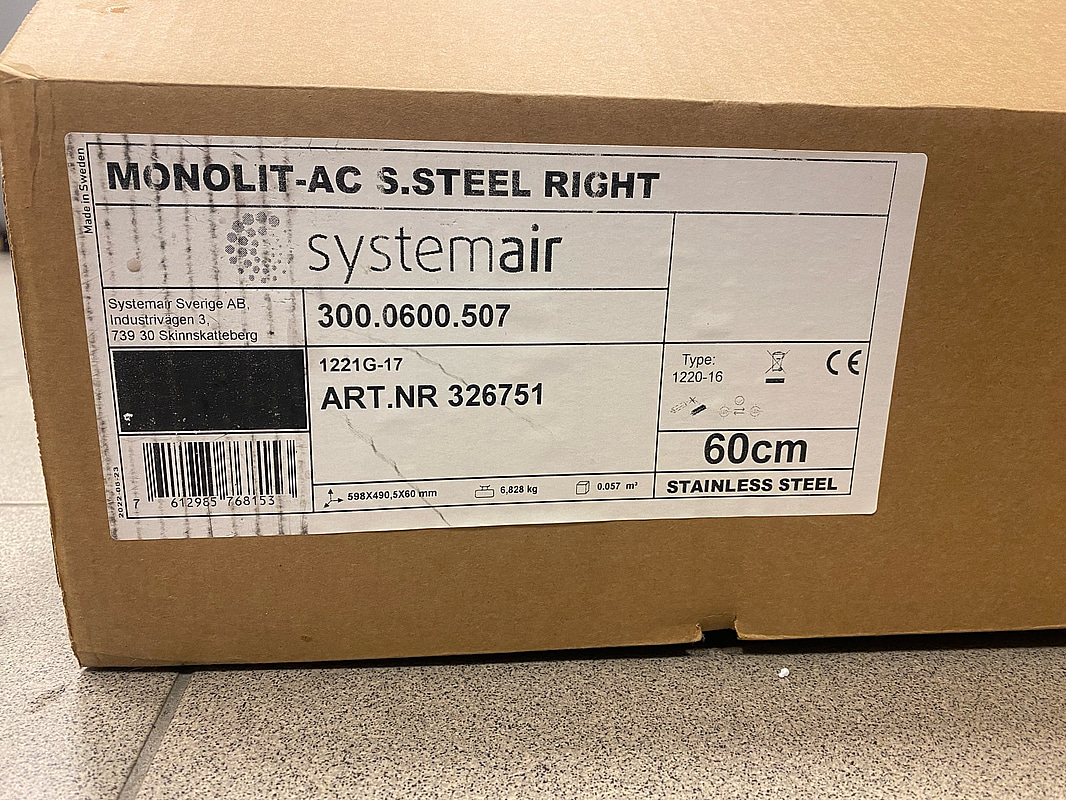 Made in Sweden
MONOLIT-AC S.STEEL RIGHT
systemair
Systemair Sverige AB,
Industrivägen 3,
739 30 Skinnskatteberg
300.0600.507
1221G-17
ART.NR 326751
Type:
1220-16
CE
60cm
STAINLESS STEEL
2022-06-23
7 612985 768153
598X490,5X60 mm
6,828 kg
0.057 m³